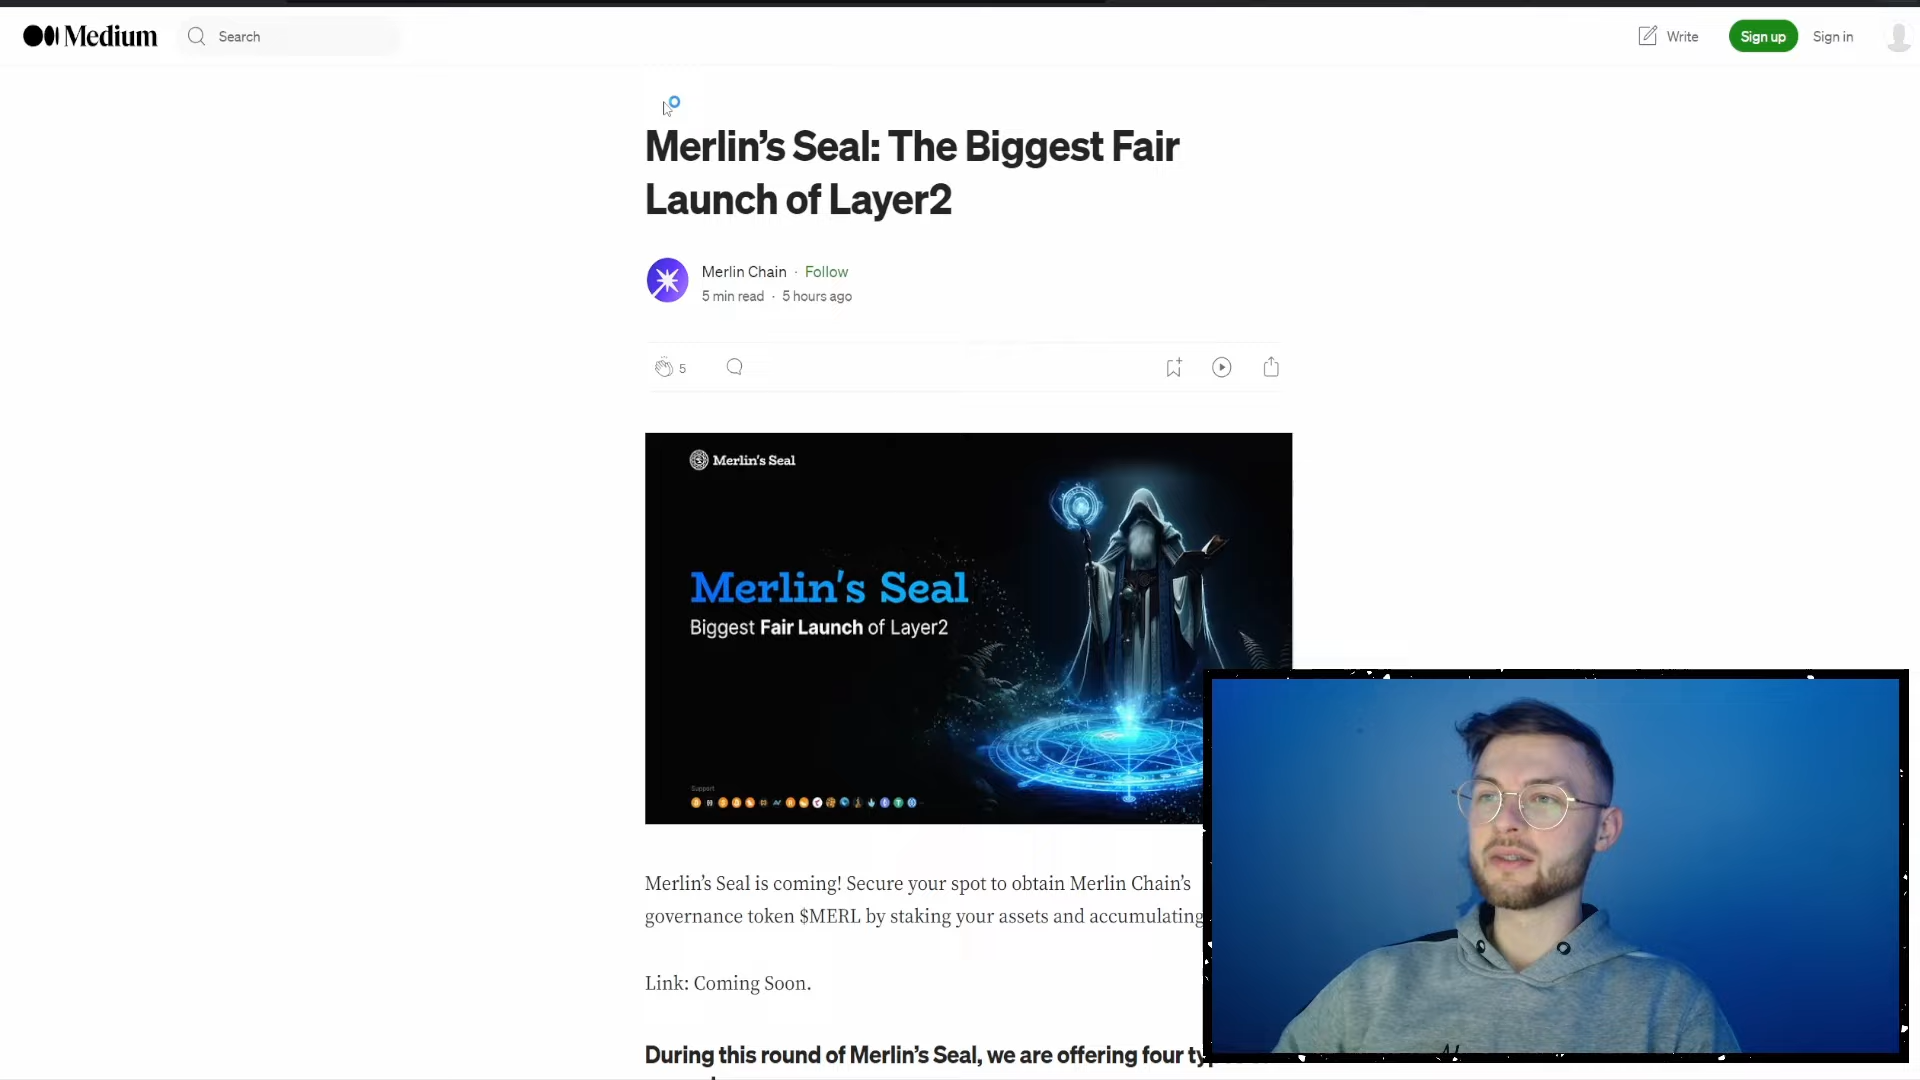 Medium
Search
Write
Sign up
Sign in
Merlin’s Seal: The Biggest Fair
Launch of Layer2
Merlin Chain · Follow
5 min read · 5 hours ago
5
Merlin's Seal
Merlin's Seal
Biggest Fair Launch of Layer2
Support
Merlin’s Seal is coming! Secure your spot to obtain Merlin Chain’s
governance token $MERL by staking your assets and accumulating
Link: Coming Soon.
During this round of Merlin’s Seal, we are offering four